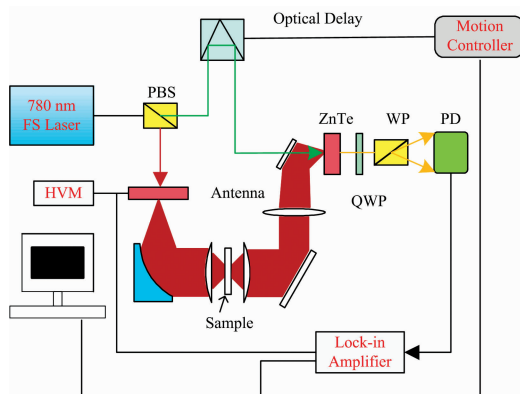 Optical Delay
Motion
Controller
PBS
780 nm
FS Laser
ZnTe
WP
PD
HVM
Antenna
QWP
Sample
Lock-in
Amplifier